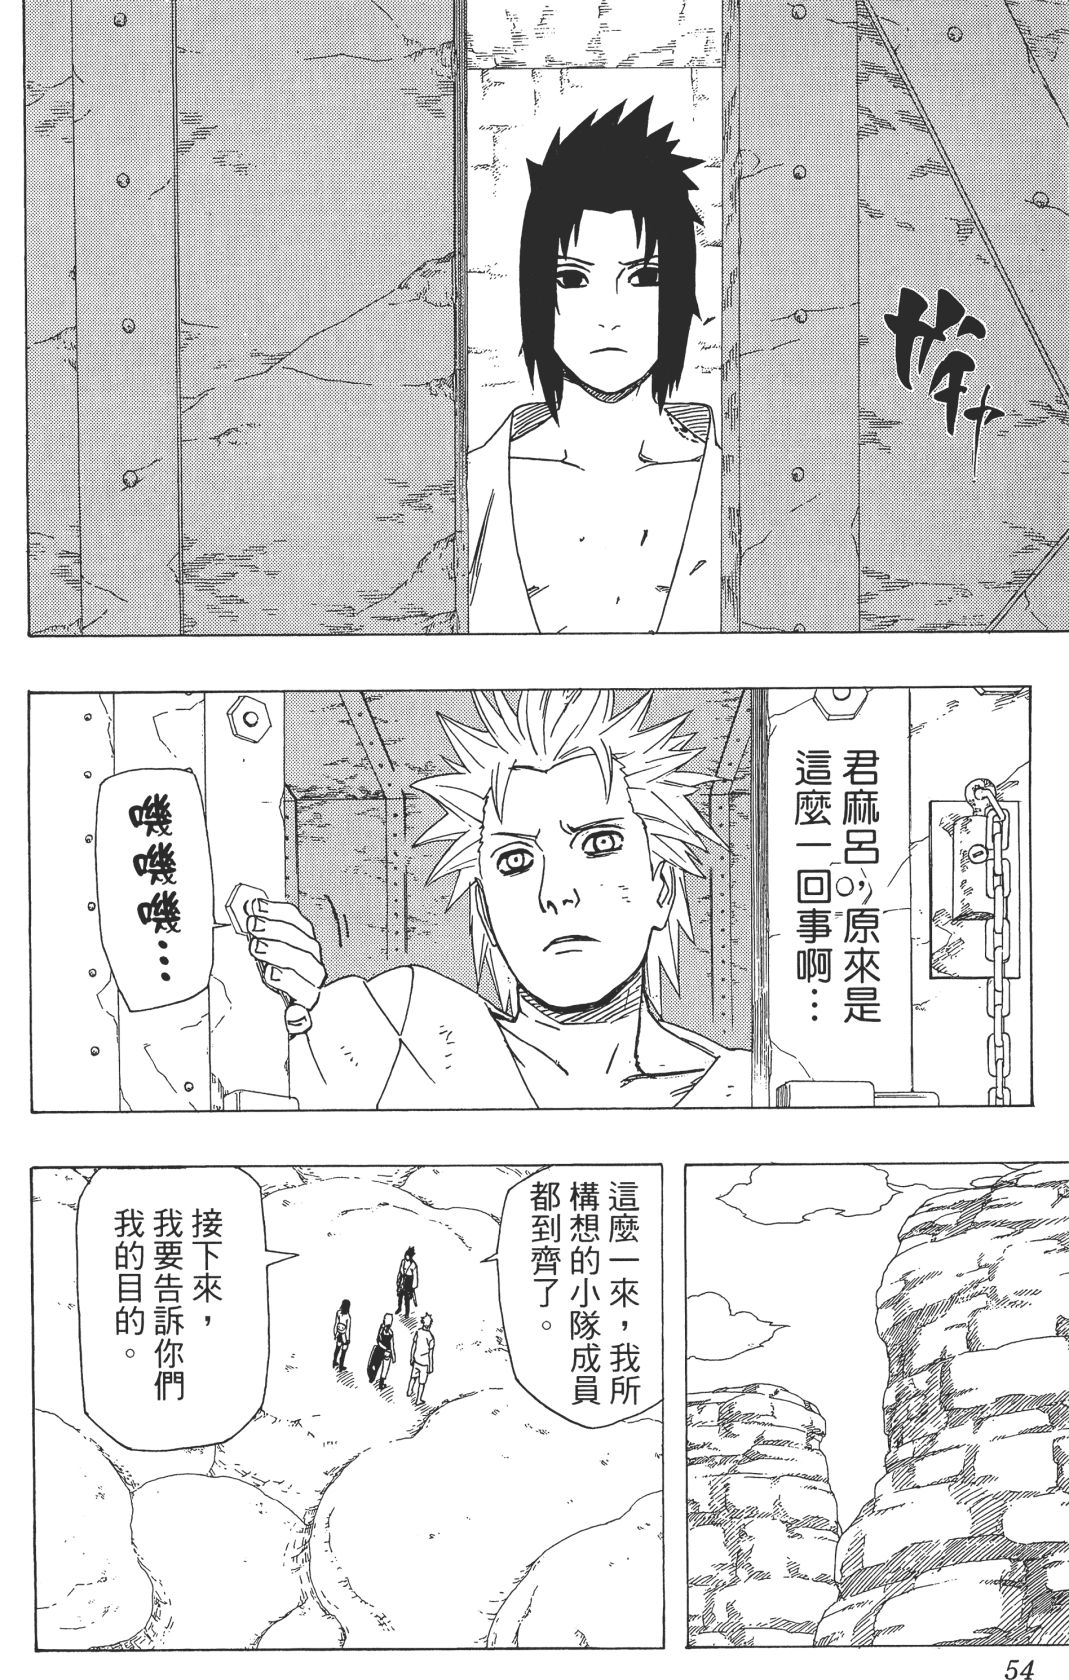 ガチャ
君麻呂，原來是
這麼一回事啊…
嘰嘰嘰…
這麼一來，我所
構想的小隊成員
都到齊了。
接下來，
我要告訴你們
我的目的。
54